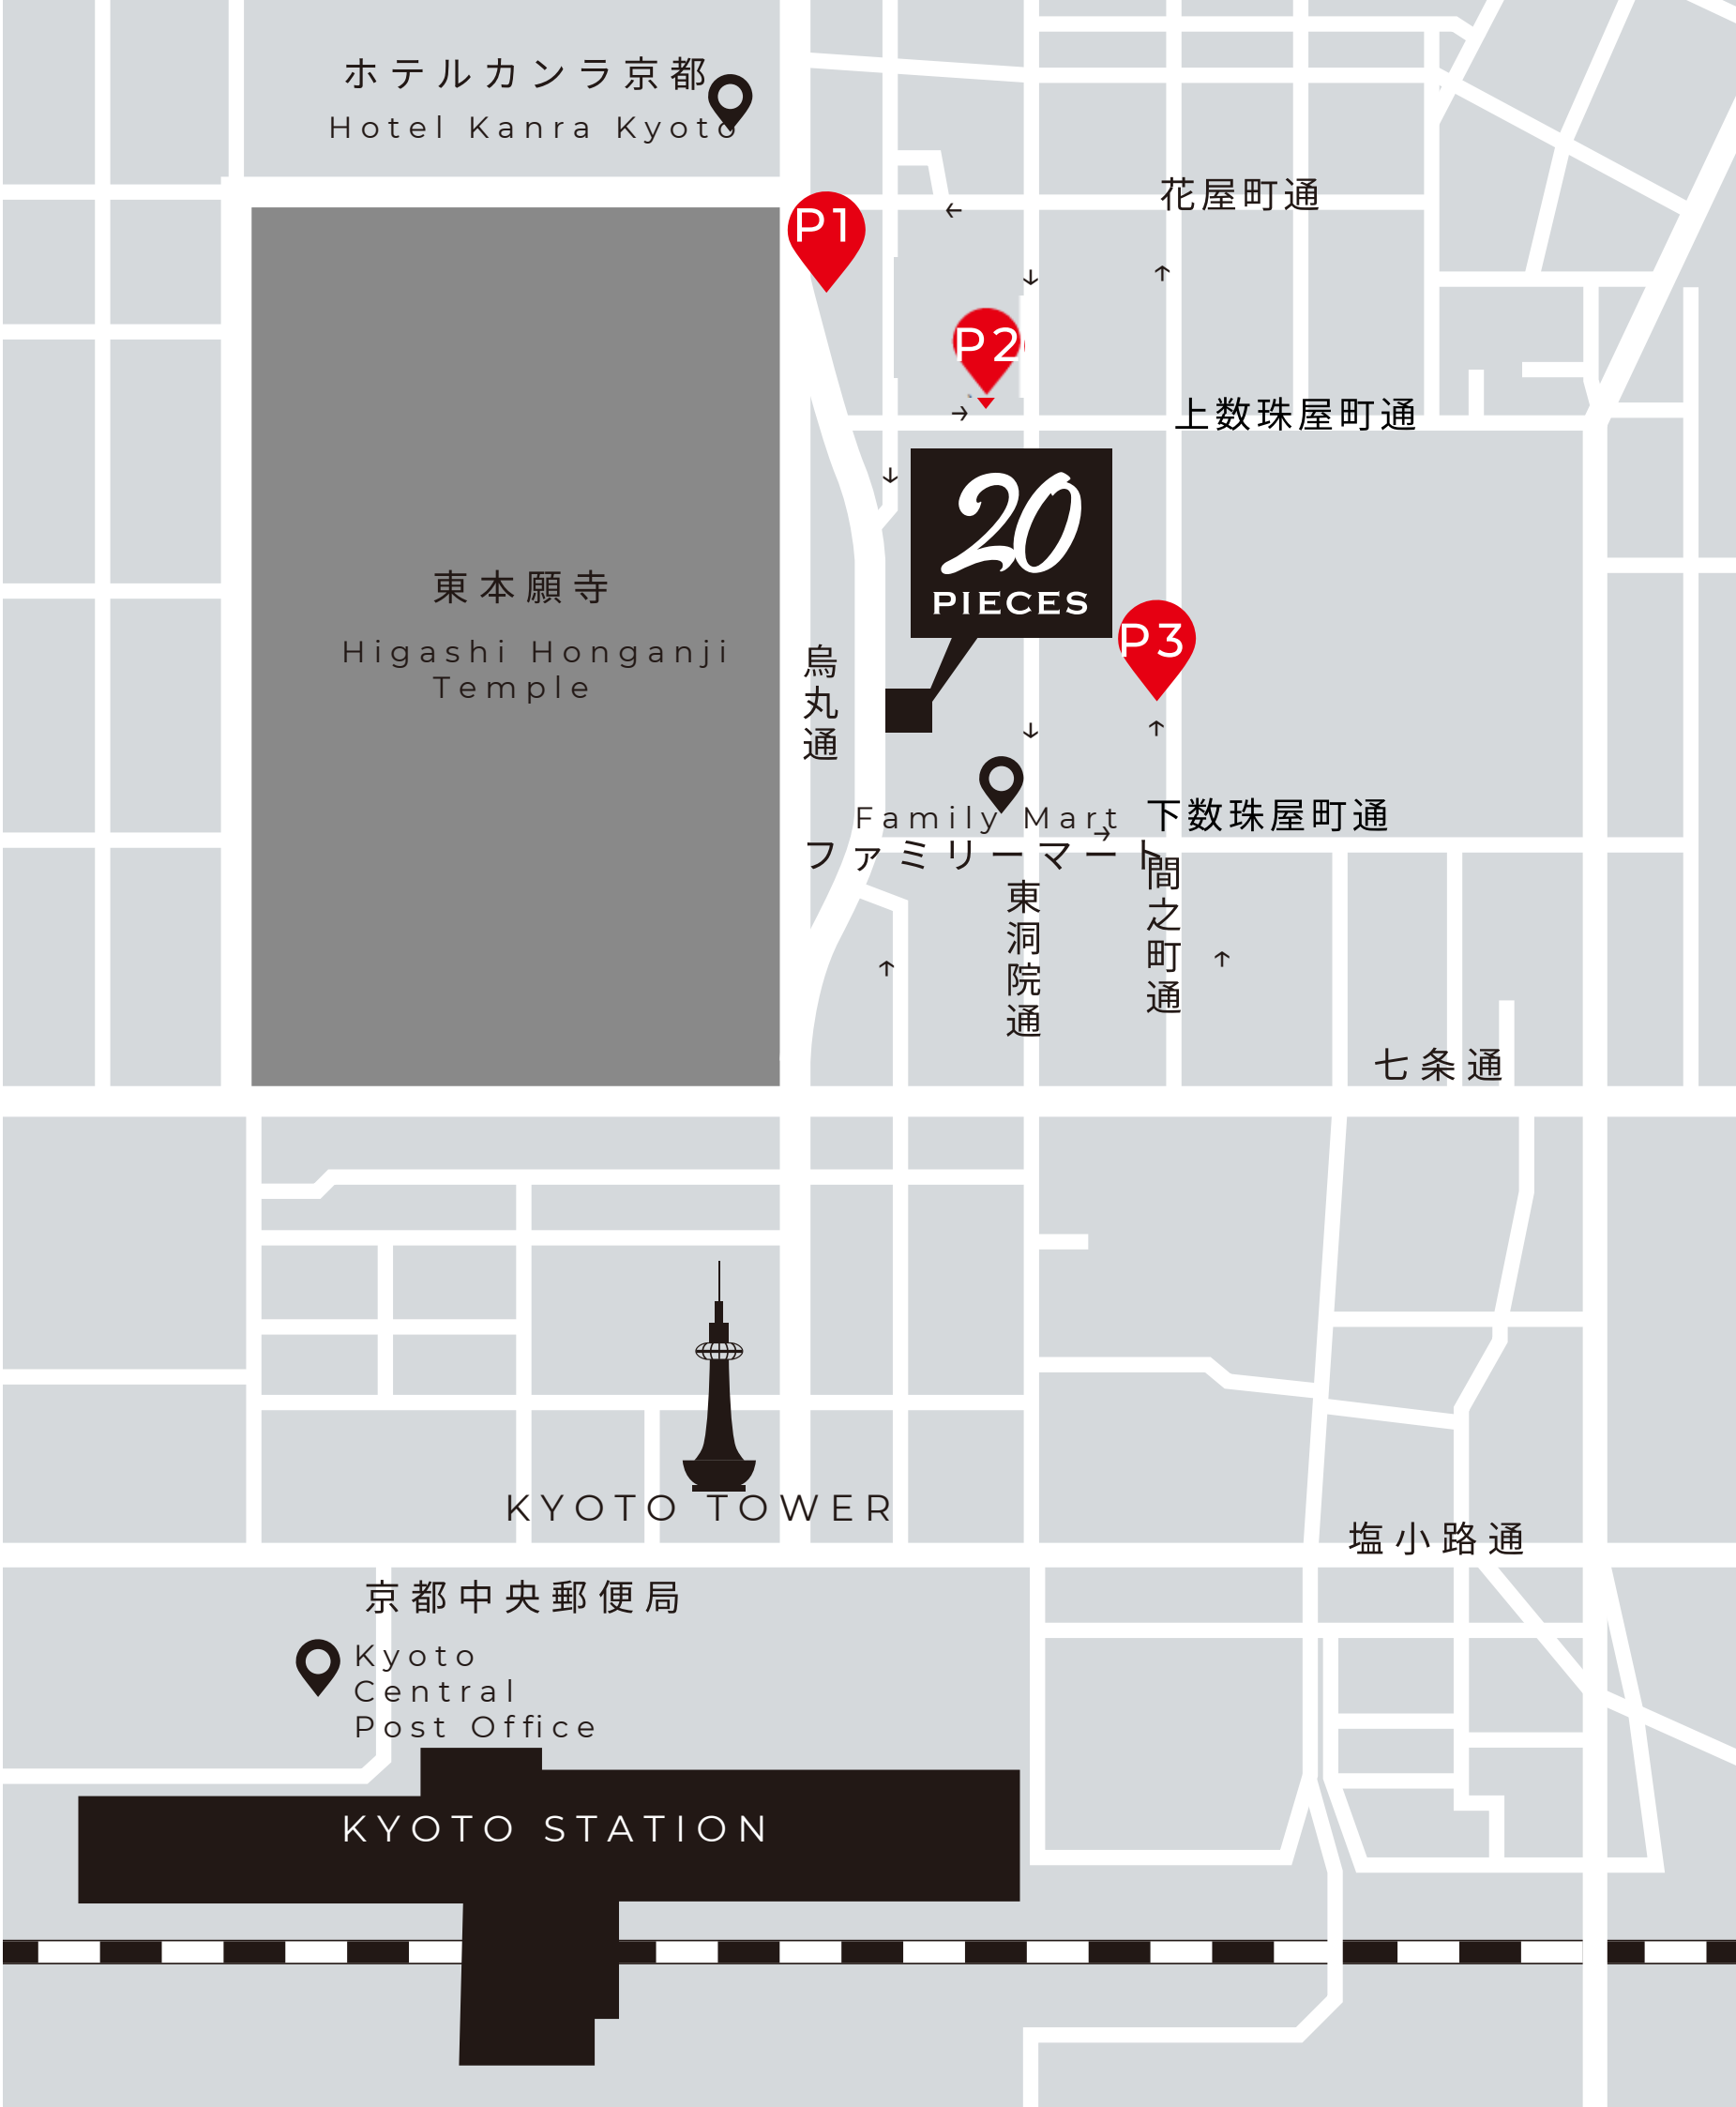 ホテルカンラ京都
Hotel Kanra Kyoto
花屋町通
P1
P2
上数珠屋町通
20
PIECES
東本願寺
Higashi Honganji
Temple
烏丸通
P3
Family Mart
ファミリーマート
下数珠屋町通
間之町通
東洞院通
七条通
KYOTO TOWER
塩小路通
京都中央郵便局
Kyoto
Central
Post Office
KYOTO STATION